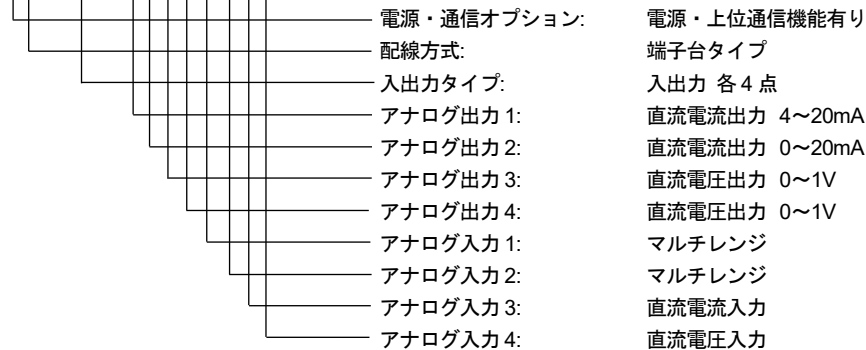 電源・通信オプション: 電源・上位通信機能有り
配線方式: 端子台タイプ
入出力タイプ: 入出力 各4点
アナログ出力1: 直流電流出力 4～20mA
アナログ出力2: 直流電流出力 0～20mA
アナログ出力3: 直流電圧出力 0～1V
アナログ出力4: 直流電圧出力 0～1V
アナログ入力1: マルチレンジ
アナログ入力2: マルチレンジ
アナログ入力3: 直流電流入力
アナログ入力4: 直流電圧入力